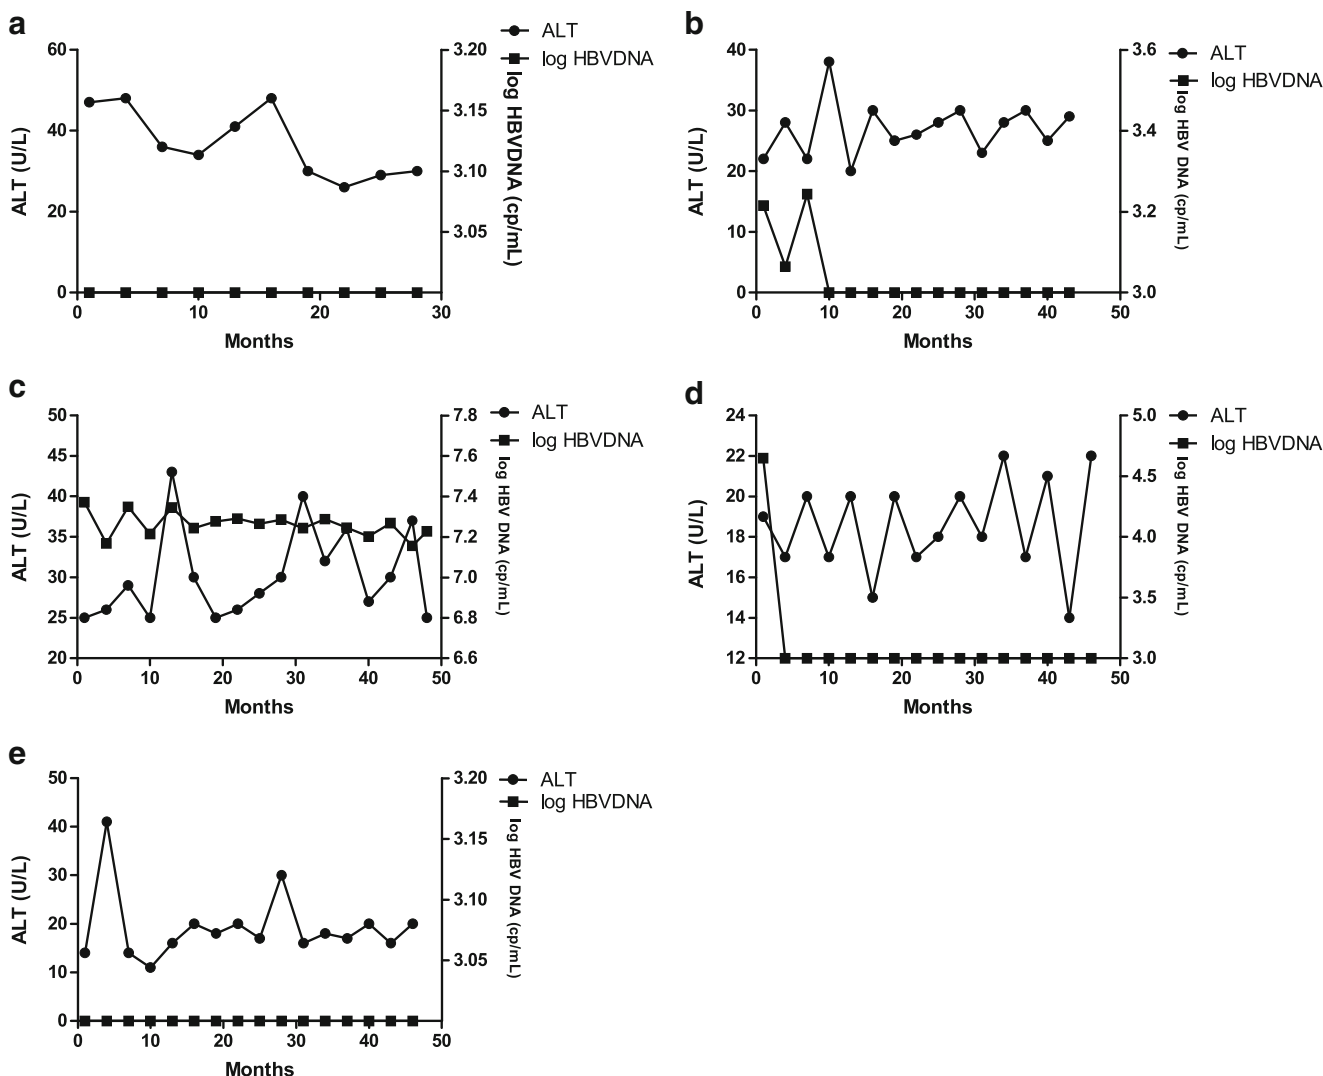 a
ALT
log HBVDNA
60
40
20
0
ALT (U/L)
3.20
3.15
3.10
3.05
log HBVDNA (cp/mL)
0 10 20 30
Months
b
ALT
log HBVDNA
40
30
20
10
0
ALT (U/L)
3.6
3.4
3.2
3.0
log HBV DNA (cp/mL)
0 10 20 30 40 50
Months
c
ALT
log HBVDNA
50
45
40
35
30
25
20
ALT (U/L)
7.8
7.6
7.4
7.2
7.0
6.8
6.6
log HBV DNA (cp/mL)
0 10 20 30 40 50
Months
d
ALT
log HBVDNA
24
22
20
18
16
14
12
ALT (U/L)
5.0
4.5
4.0
3.5
3.0
log HBV DNA (cp/mL)
0 10 20 30 40 50
Months
e
ALT
log HBVDNA
50
40
30
20
10
0
ALT (U/L)
3.20
3.15
3.10
3.05
log HBV DNA (cp/mL)
0 10 20 30 40 50
Months